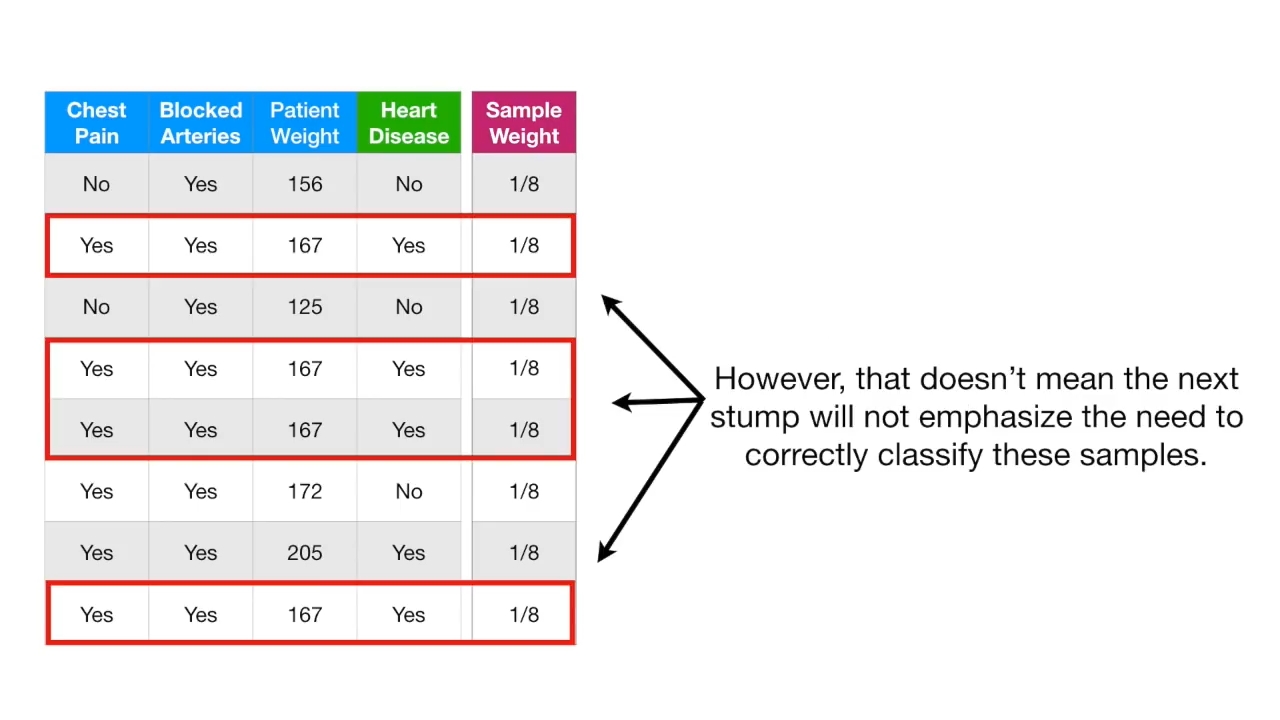 Chest Pain Blocked Arteries Patient Weight Heart Disease Sample Weight
No Yes 156 No 1/8
Yes Yes 167 Yes 1/8
No Yes 125 No 1/8
Yes Yes 167 Yes 1/8
Yes Yes 167 Yes 1/8
Yes Yes 172 No 1/8
Yes Yes 205 Yes 1/8
Yes Yes 167 Yes 1/8
However, that doesn’t mean the next
stump will not emphasize the need to
correctly classify these samples.